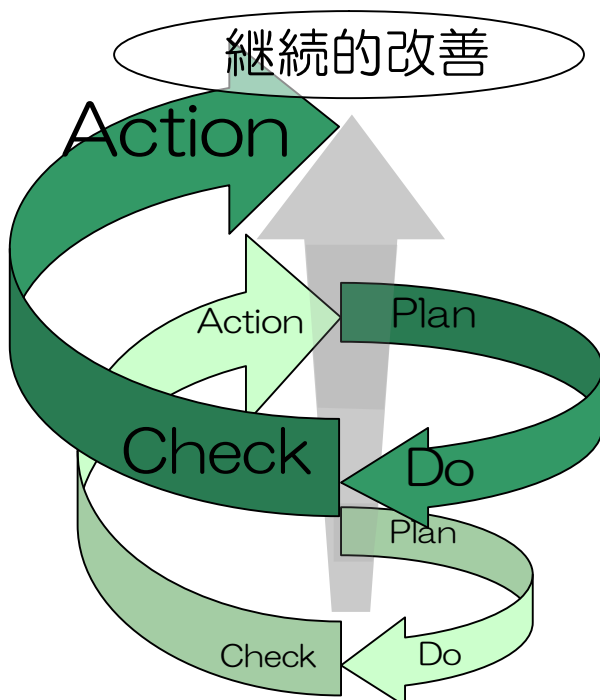 継続的改善
Action
Action
Plan
Check
Do
Plan
Check
Do